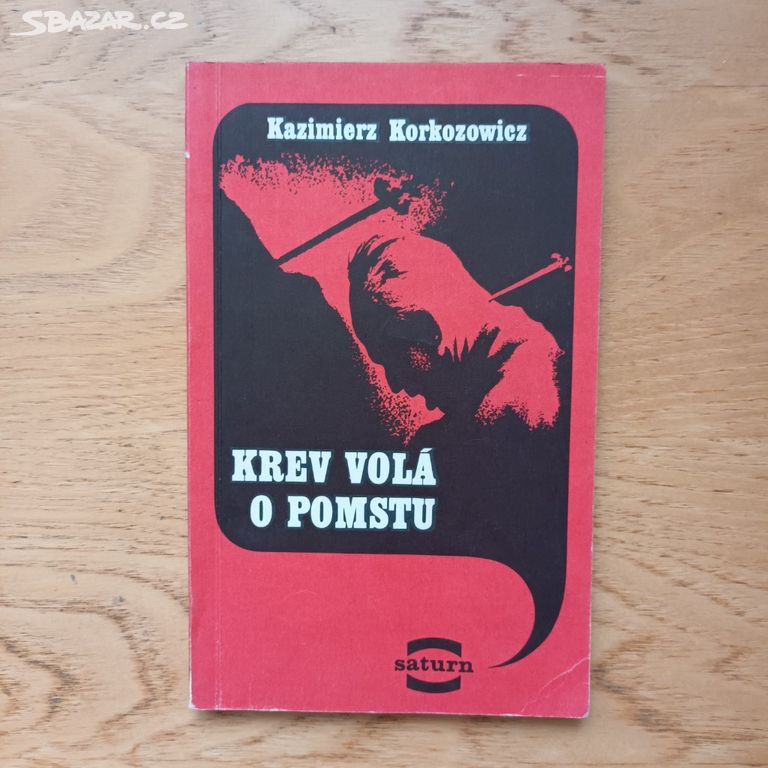 SBAZAR.CZ
Kazimierz Korkozowicz
KREV VOLÁ
O POMSTU
saturn